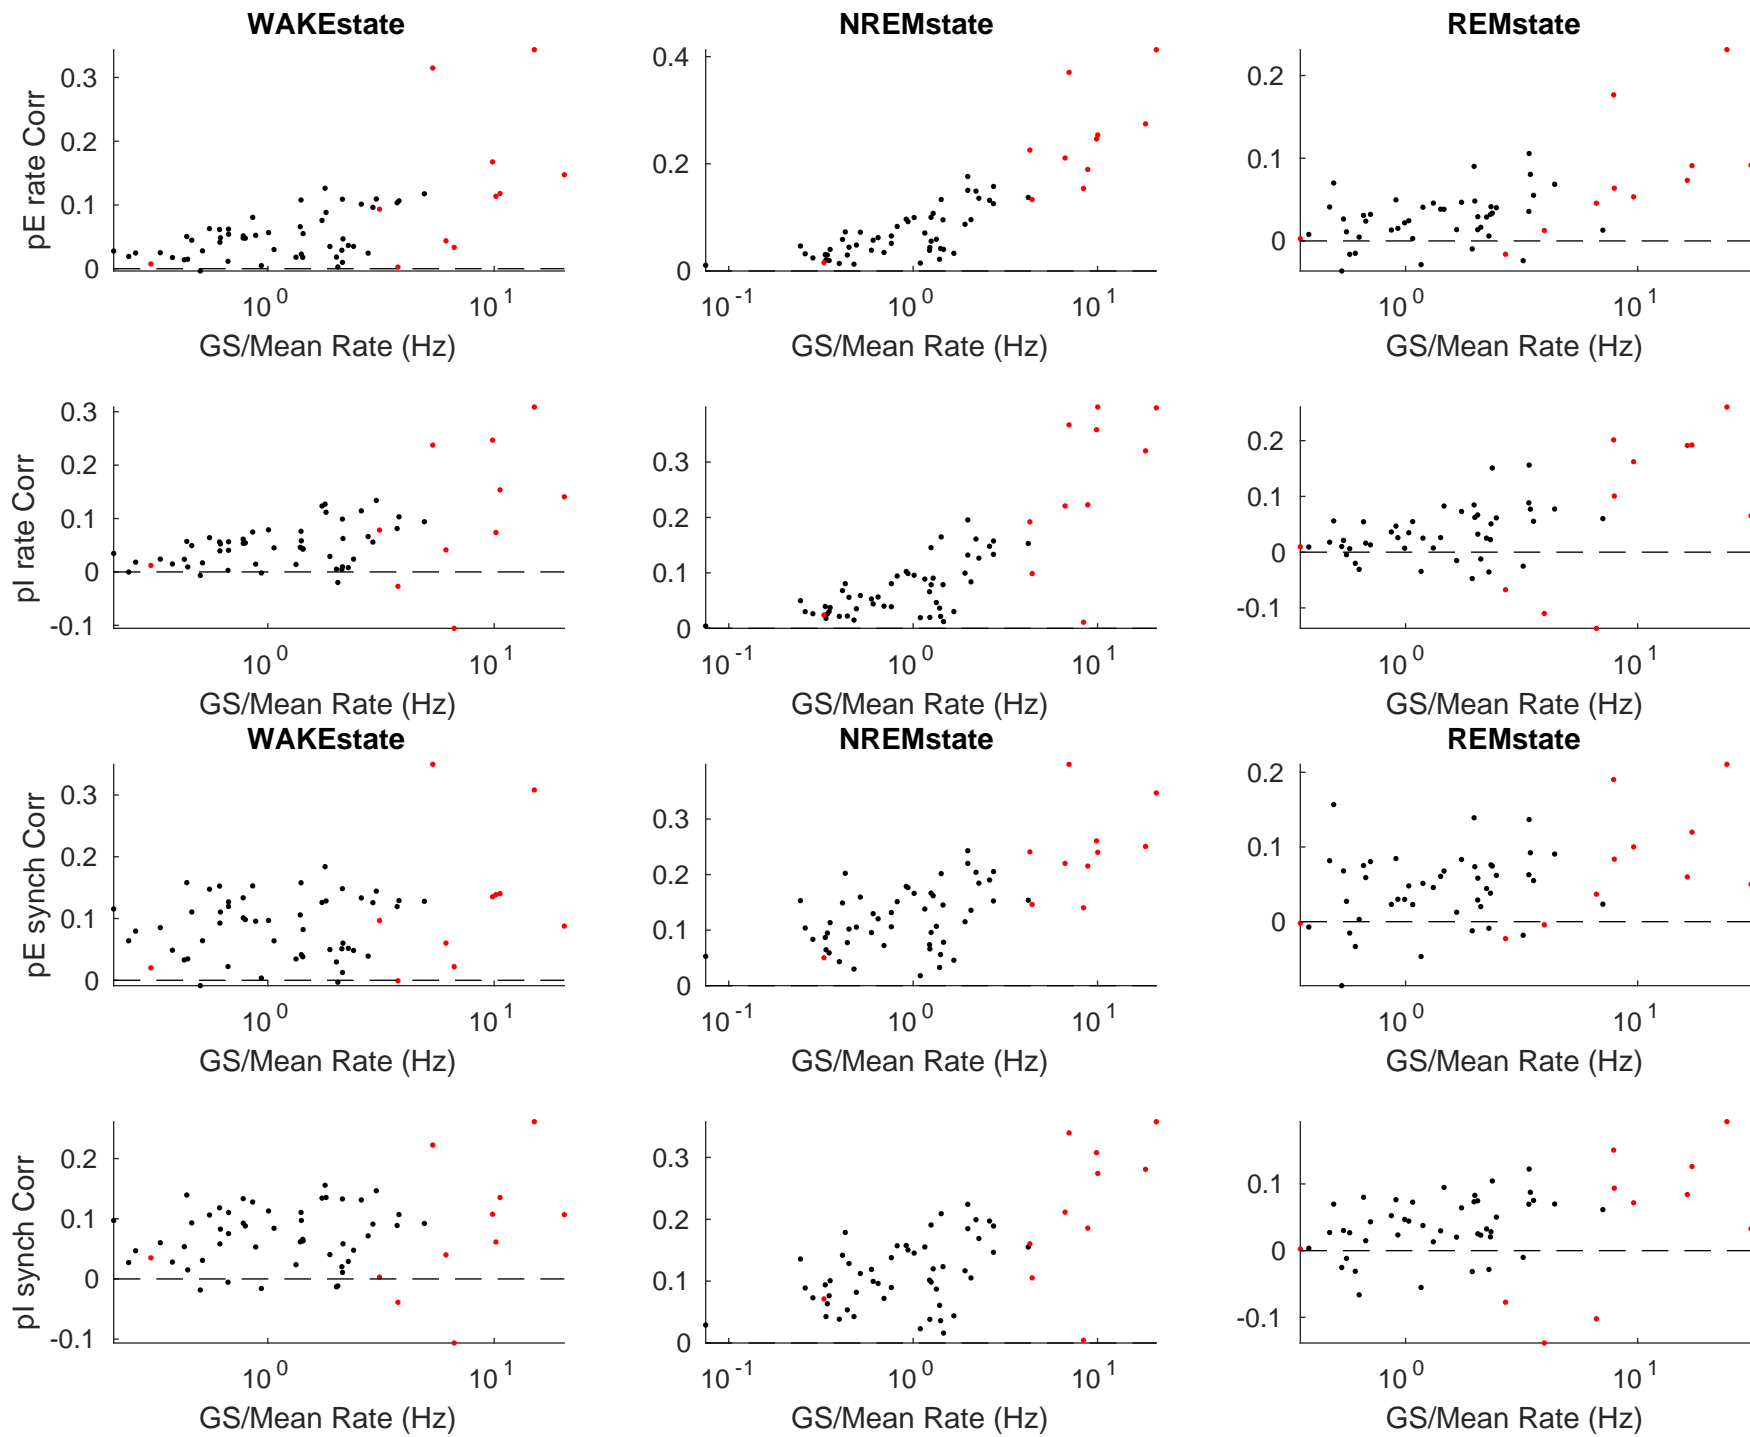 WAKEstate NREMstate REMstate
pE rate Corr
0.3
0.2
0.1
0
10^0 10^1
GS/Mean Rate (Hz)
0.4
0.2
0
10^-1 10^0 10^1
GS/Mean Rate (Hz)
0.2
0.1
0
10^0 10^1
GS/Mean Rate (Hz)
pI rate Corr
0.3
0.2
0.1
0
-0.1
10^0 10^1
GS/Mean Rate (Hz)
0.3
0.2
0.1
0
10^-1 10^0 10^1
GS/Mean Rate (Hz)
0.2
0.1
0
-0.1
10^0 10^1
GS/Mean Rate (Hz)
WAKEstate NREMstate REMstate
pE synch Corr
0.3
0.2
0.1
0
10^0 10^1
GS/Mean Rate (Hz)
0.3
0.2
0.1
0
10^-1 10^0 10^1
GS/Mean Rate (Hz)
0.2
0.1
0
10^0 10^1
GS/Mean Rate (Hz)
pI synch Corr
0.2
0.1
0
-0.1
10^0 10^1
GS/Mean Rate (Hz)
0.3
0.2
0.1
0
10^-1 10^0 10^1
GS/Mean Rate (Hz)
0.1
0
-0.1
10^0 10^1
GS/Mean Rate (Hz)